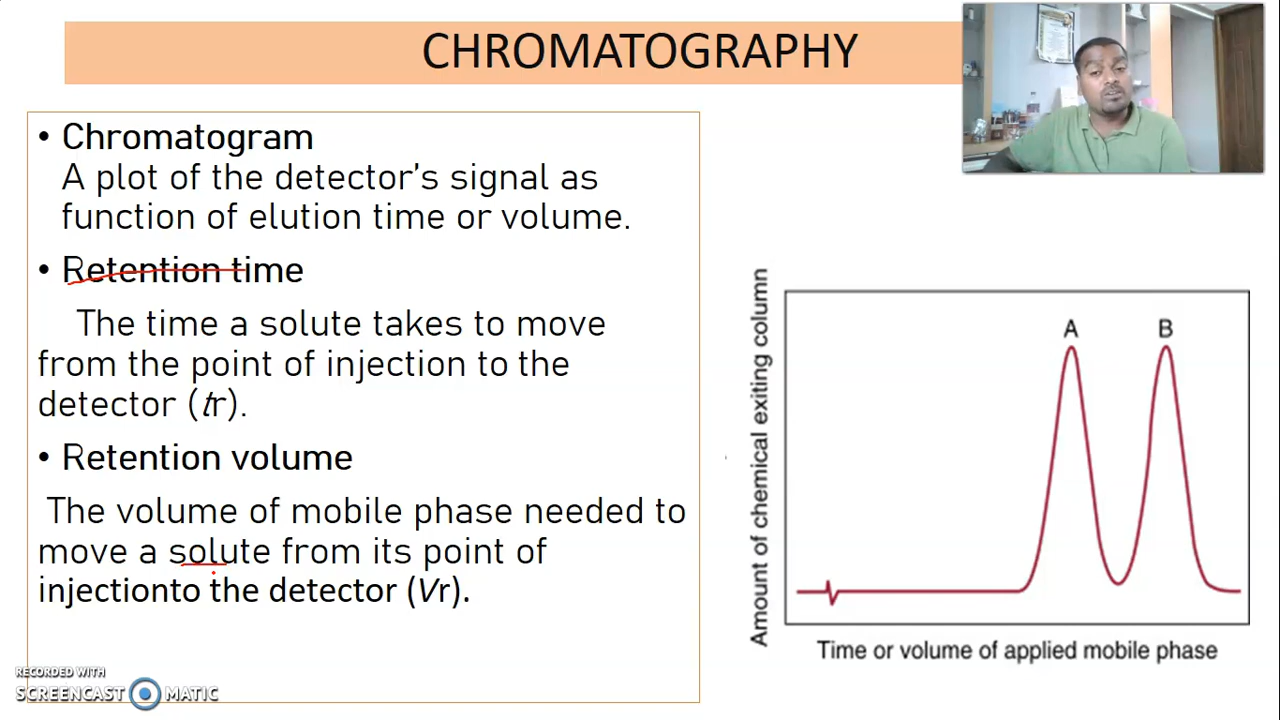 CHROMATOGRAPHY
• Chromatogram
A plot of the detector's signal as
function of elution time or volume.
• Retention time
The time a solute takes to move
from the point of injection to the
detector (tr).
• Retention volume
The volume of mobile phase needed to
move a solute from its point of
injectionto the detector (Vr).
A
B
Amount of chemical exiting column
Time or volume of applied mobile phase
RECORDED WITH
SCREENCAST MATIC